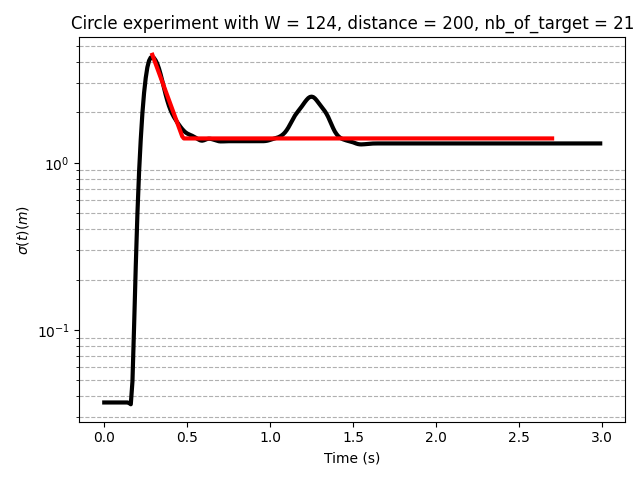 Circle experiment with W = 124, distance = 200, nb_of_target = 21
σ(t)(m)
10⁰
10⁻¹
0.0 0.5 1.0 1.5 2.0 2.5 3.0
Time (s)